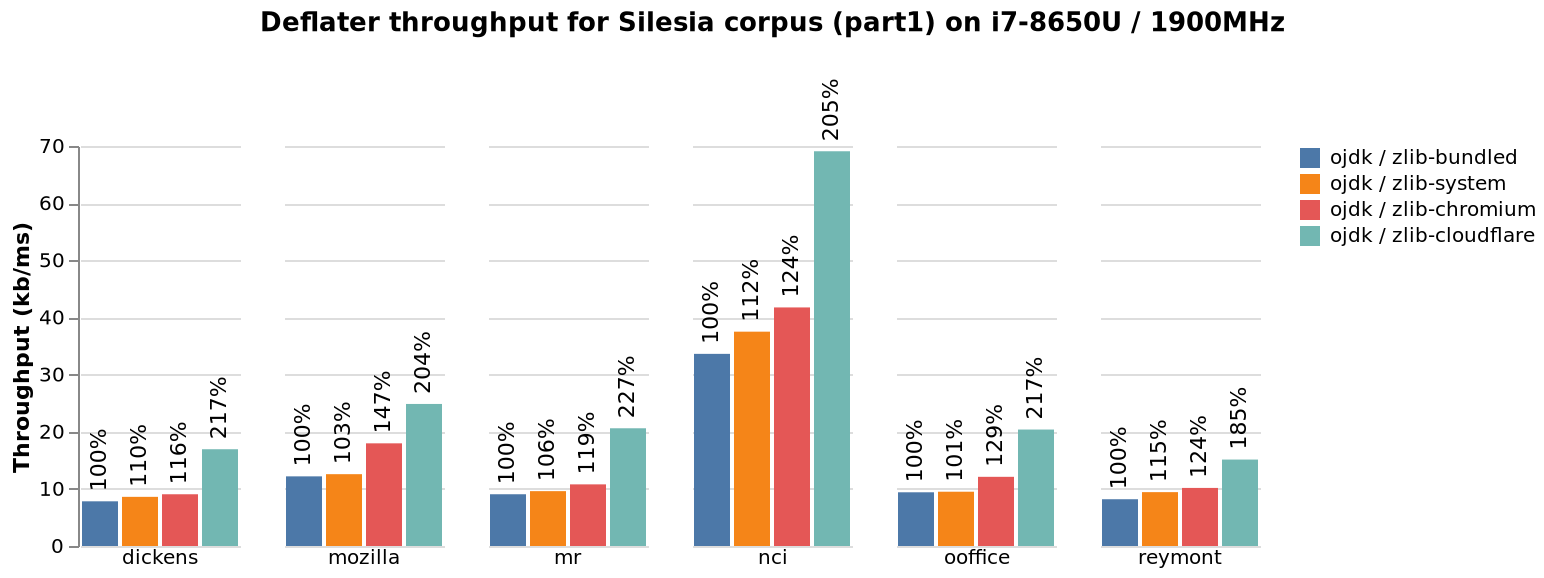 Deflater throughput for Silesia corpus (part1) on i7-8650U / 1900MHz
Throughput (kb/ms)
70
60
50
40
30
20
10
0
100%
110%
116%
217%
dickens
100%
103%
147%
204%
mozilla
100%
106%
119%
227%
mr
100%
112%
124%
205%
nci
100%
101%
129%
217%
ooffice
100%
115%
124%
185%
reymont
ojdk / zlib-bundled
ojdk / zlib-system
ojdk / zlib-chromium
ojdk / zlib-cloudflare